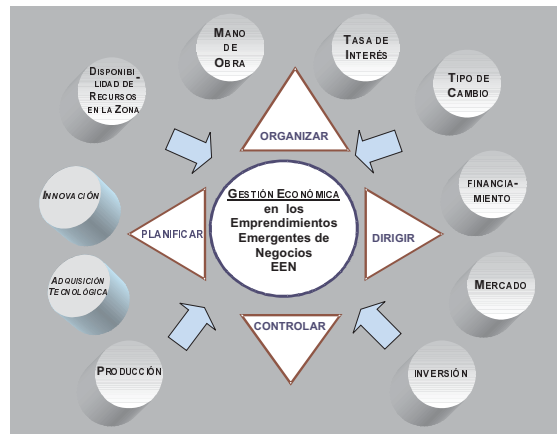 MANO
DE
OBRA
TASA DE
INTERÉS
DISPONIBI-
LIDAD DE
RECURSOS
EN LA ZONA
TIPO DE
CAMBIO
ORGANIZAR
INNOVACIÓN
FINANCIA-
MIENTO
PLANIFICAR
GESTIÓN ECONÓMICA
en los
Emprendimientos
Emergentes de
Negocios
EEN
DIRIGIR
ADQUISICIÓN
TECNOLÓGICA
MERCADO
CONTROLAR
PRODUCCIÓN
INVERSIÓN